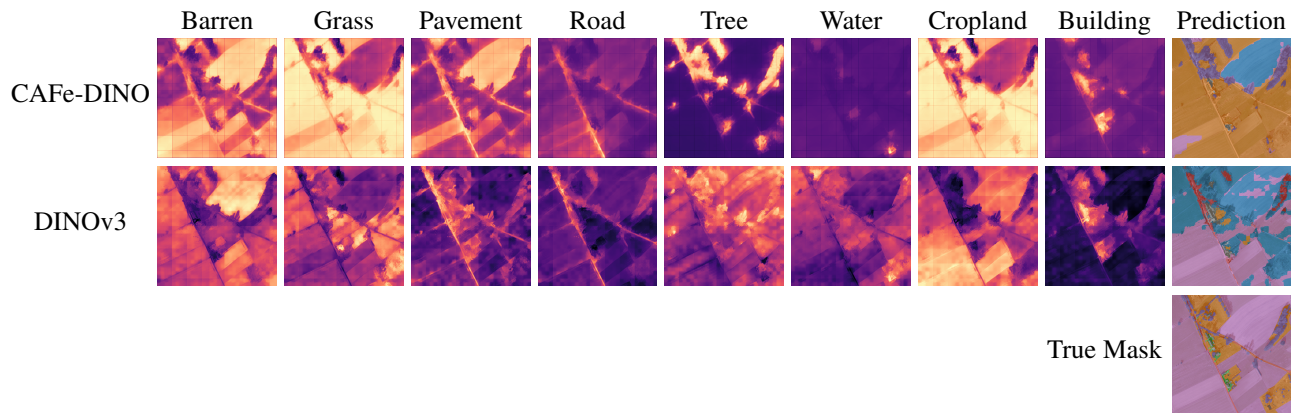 Barren Grass Pavement Road Tree Water Cropland Building Prediction
CAFe-DINO
DINOv3
True Mask